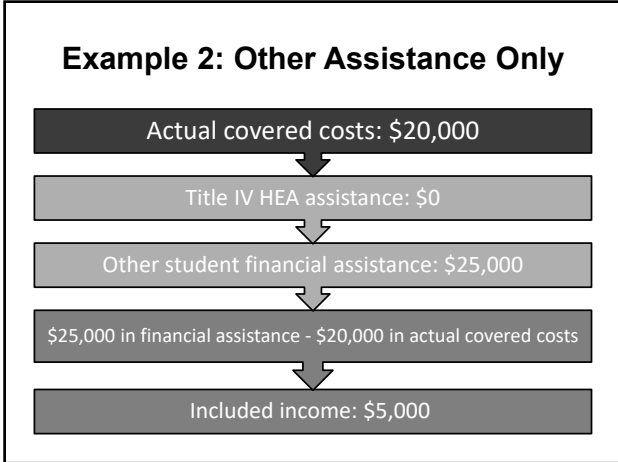 Example 2: Other Assistance Only
Actual covered costs: $20,000
Title IV HEA assistance: $0
Other student financial assistance: $25,000
$25,000 in financial assistance - $20,000 in actual covered costs
Included income: $5,000